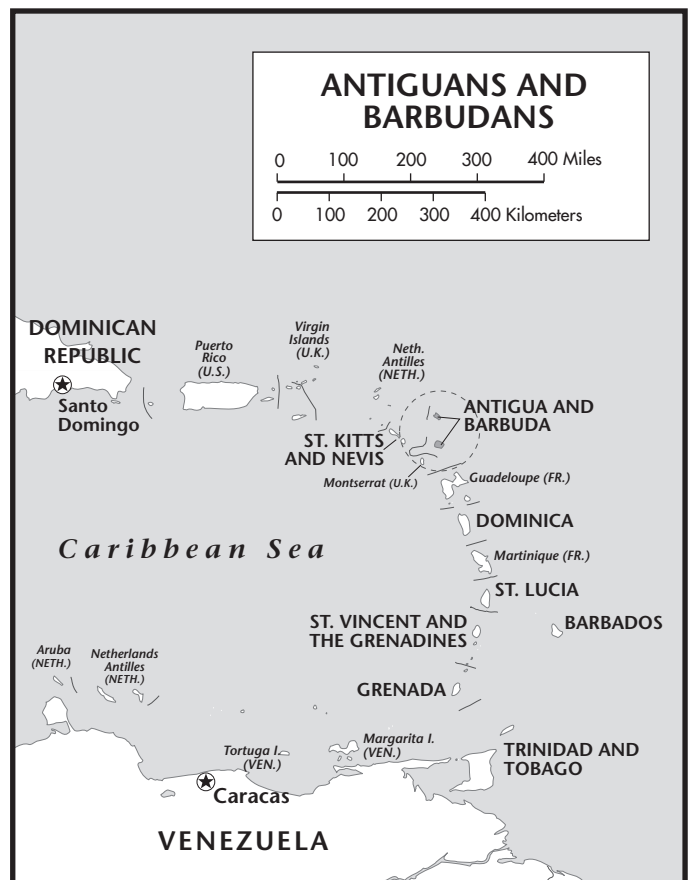 ANTIGUANS AND
BARBUDANS
0 100 200 300 400 Miles
0 100 200 300 400 Kilometers
DOMINICAN
REPUBLIC
Santo
Domingo
Puerto
Rico
(U.S.)
Virgin
Islands
(U.K.)
Neth.
Antilles
(NETH.)
ANTIGUA AND
BARBUDA
ST. KITTS
AND NEVIS
Montserrat (U.K.)
Guadeloupe (FR.)
DOMINICA
Caribbean Sea
Martinique (FR.)
ST. LUCIA
ST. VINCENT AND
THE GRENADINES
BARBADOS
Aruba
(NETH.)
Netherlands
Antilles
(NETH.)
GRENADA
Tortuga I.
(VEN.)
Margarita I.
(VEN.)
TRINIDAD AND
TOBAGO
Caracas
VENEZUELA